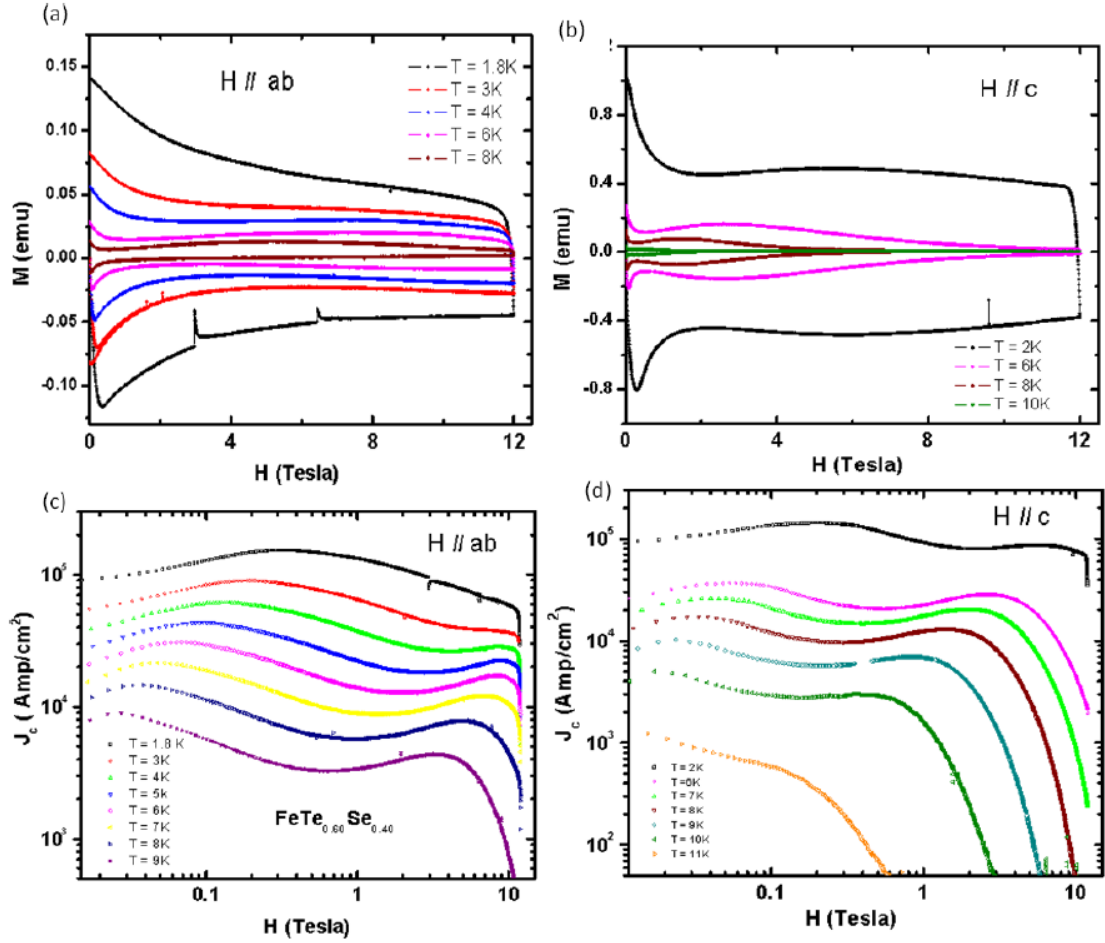 (a)
H // ab
T = 1.8K
T = 3K
T = 4K
T = 6K
T = 8K
0.15
0.10
0.05
0.00
-0.05
-0.10
M (emu)
0 4 8 12
H (Tesla)
(b)
H // c
0.8
0.4
0.0
-0.4
-0.8
M (emu)
T = 2K
T = 6K
T = 8K
T = 10K
0 4 8 12
H (Tesla)
(c)
H // ab
10^5
10^4
10^3
J_c ( Amp/cm^2)
T = 1.8 K
T = 3K
T = 4K
T = 5k
T = 6K
T = 7K
T = 8K
T = 9K
FeTe_0.60Se_0.40
0.1 1 10
H (Tesla)
(d)
H // c
10^5
10^4
10^3
10^2
J_c (Amp/cm^2)
T = 2K
T = 7K
T = 8K
T = 9K
T = 10K
T = 11K
0.1 1 10
H (Tesla)